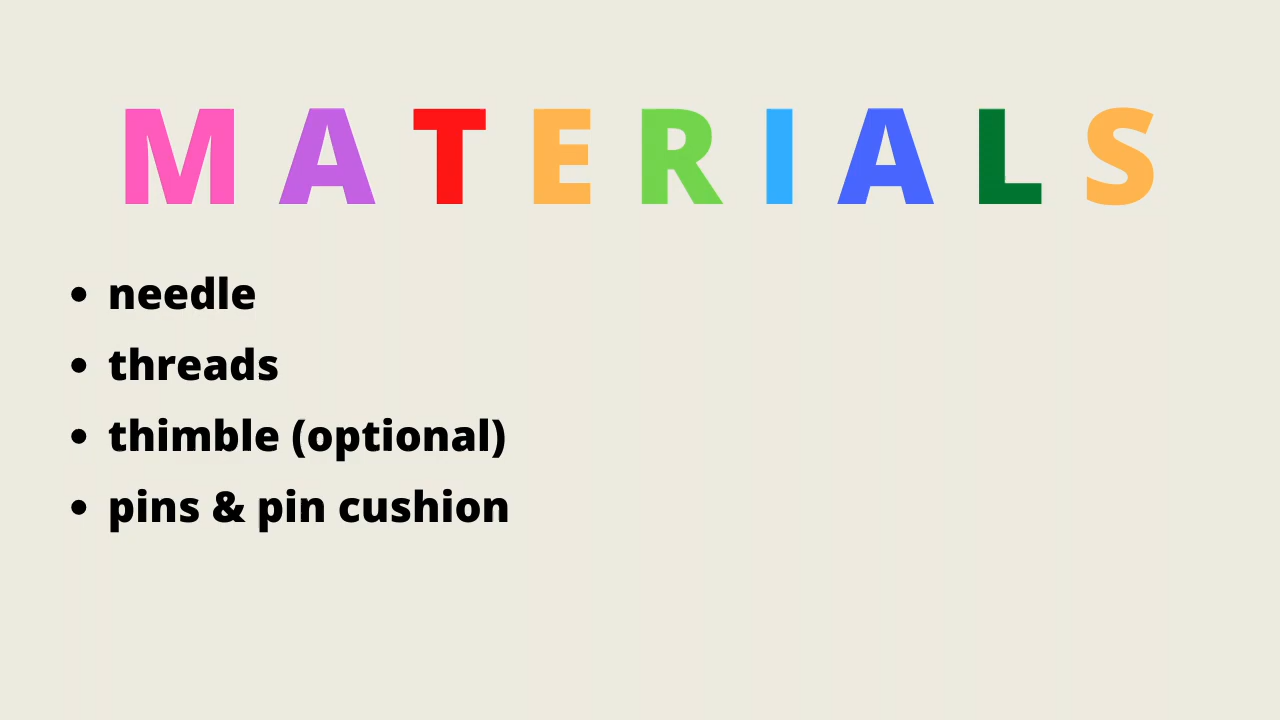 MATERIALS
• needle
• threads
• thimble (optional)
• pins & pin cushion